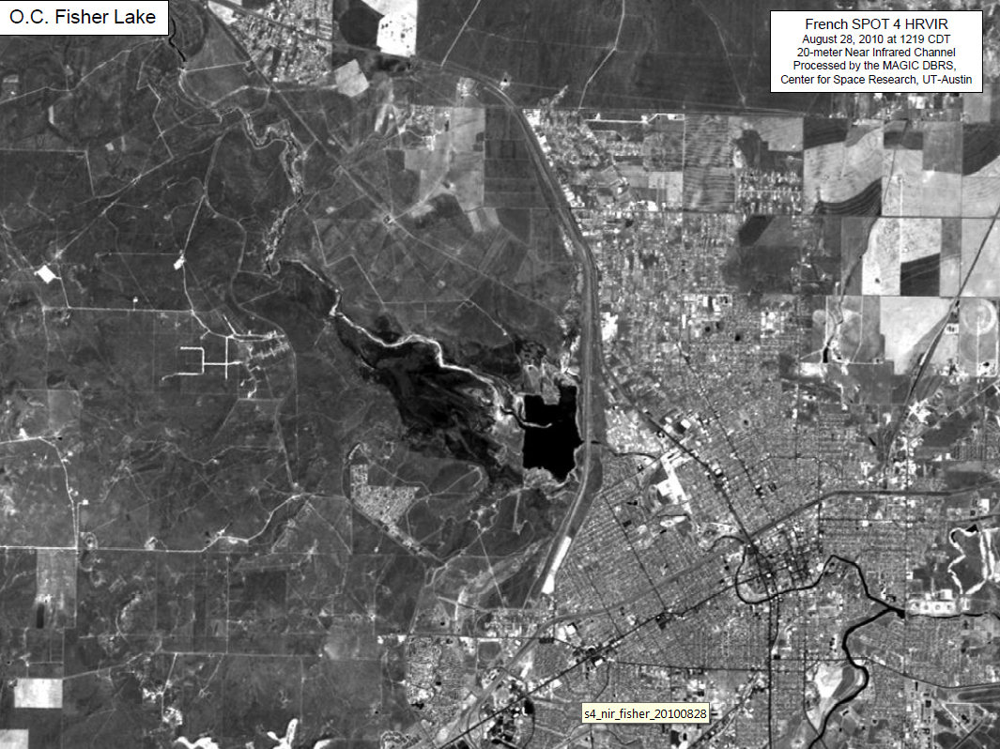 O.C. Fisher Lake
French SPOT 4 HRVIR
August 28, 2010 at 1219 CDT
20-meter Near Infrared Channel
Processed by the MAGIC DBRS,
Center for Space Research, UT-Austin
s4_nir_fisher_20100828